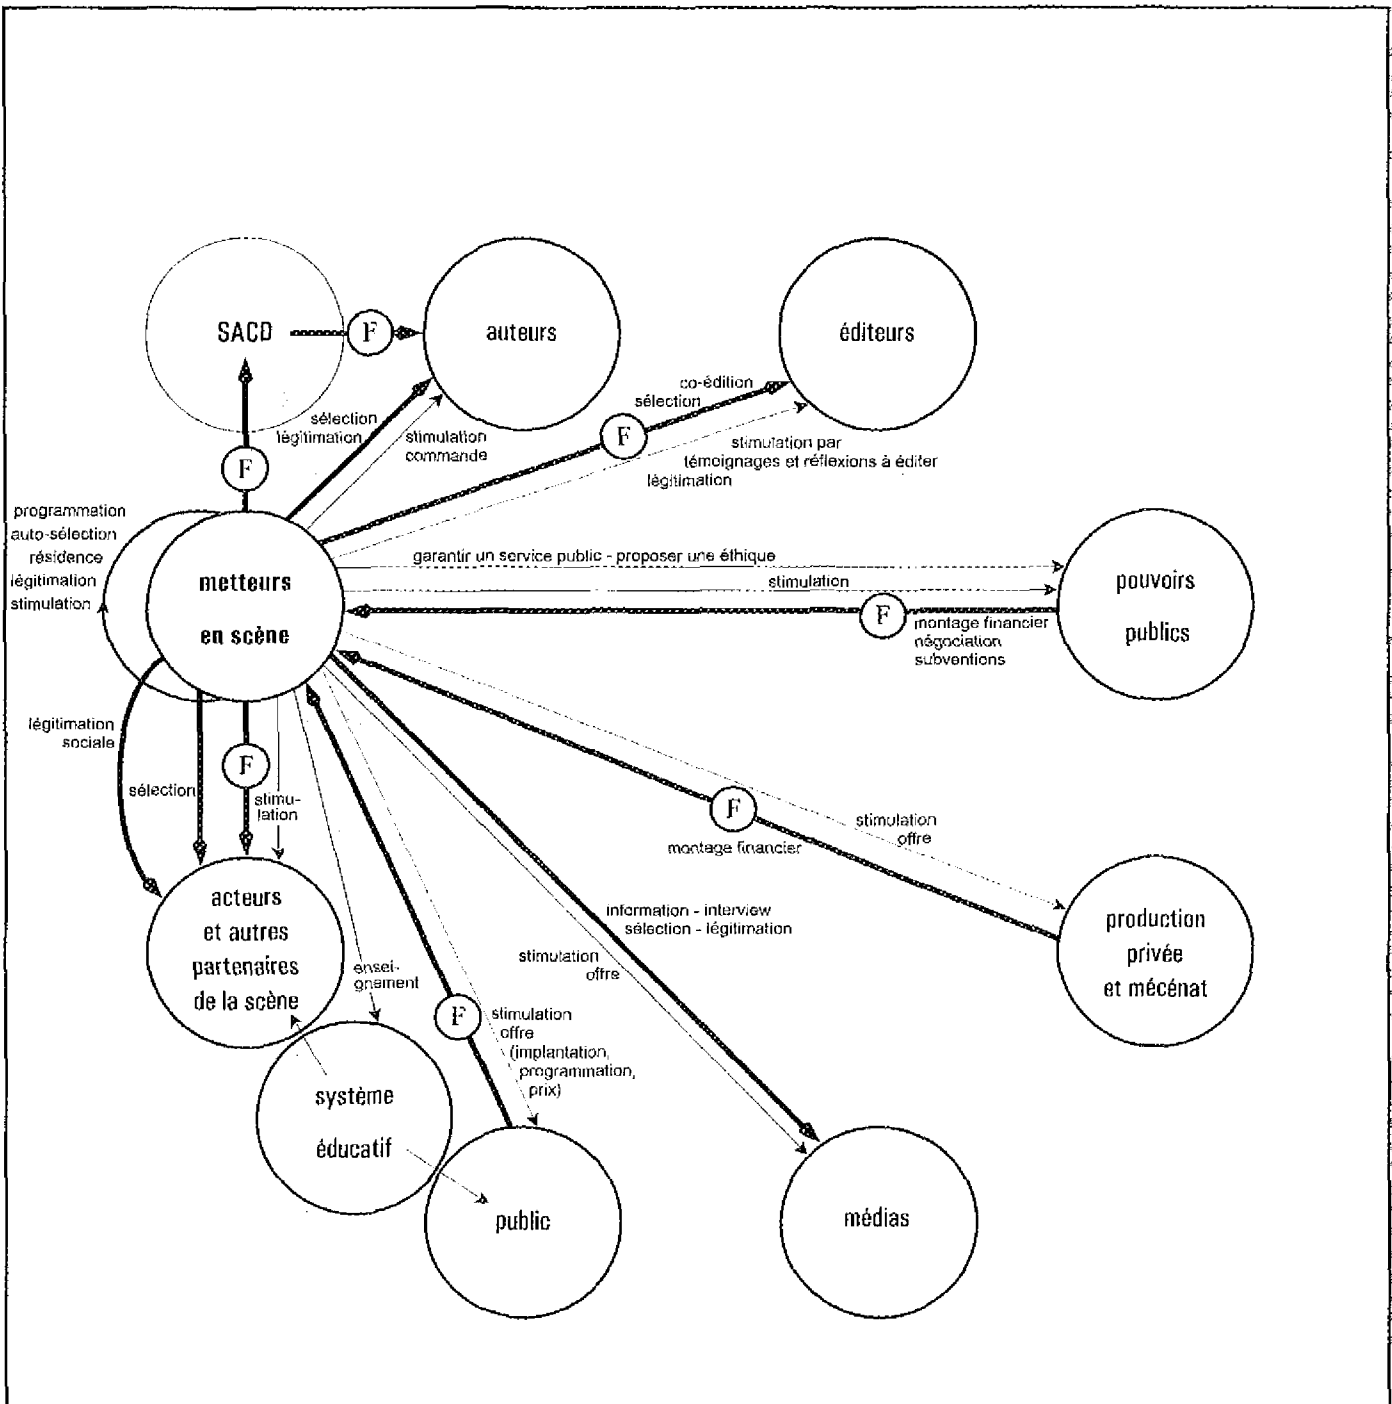 SACD
F
auteurs
éditeurs
co-édition
sélection
F
sélection
légitimation
stimulation
commande
stimulation par
témoignages et réflexions à éditer
légitimation
F
programmation
auto-sélection
résidence
légitimation
stimulation
metteurs
en scène
garantir un service public - proposer une éthique
stimulation
F
montage financier
négociation
subventions
pouvoirs
publics
légitimation
sociale
sélection
F
stimu-
lation
F
montage financier
stimulation
offre
acteurs
et autres
partenaires
de la scène
ensei-
gnement
information - interview
sélection - légitimation
stimulation
offre
production
privée
et mécénat
F
stimulation
offre
(implantation,
programmation,
prix)
système
éducatif
public
médias